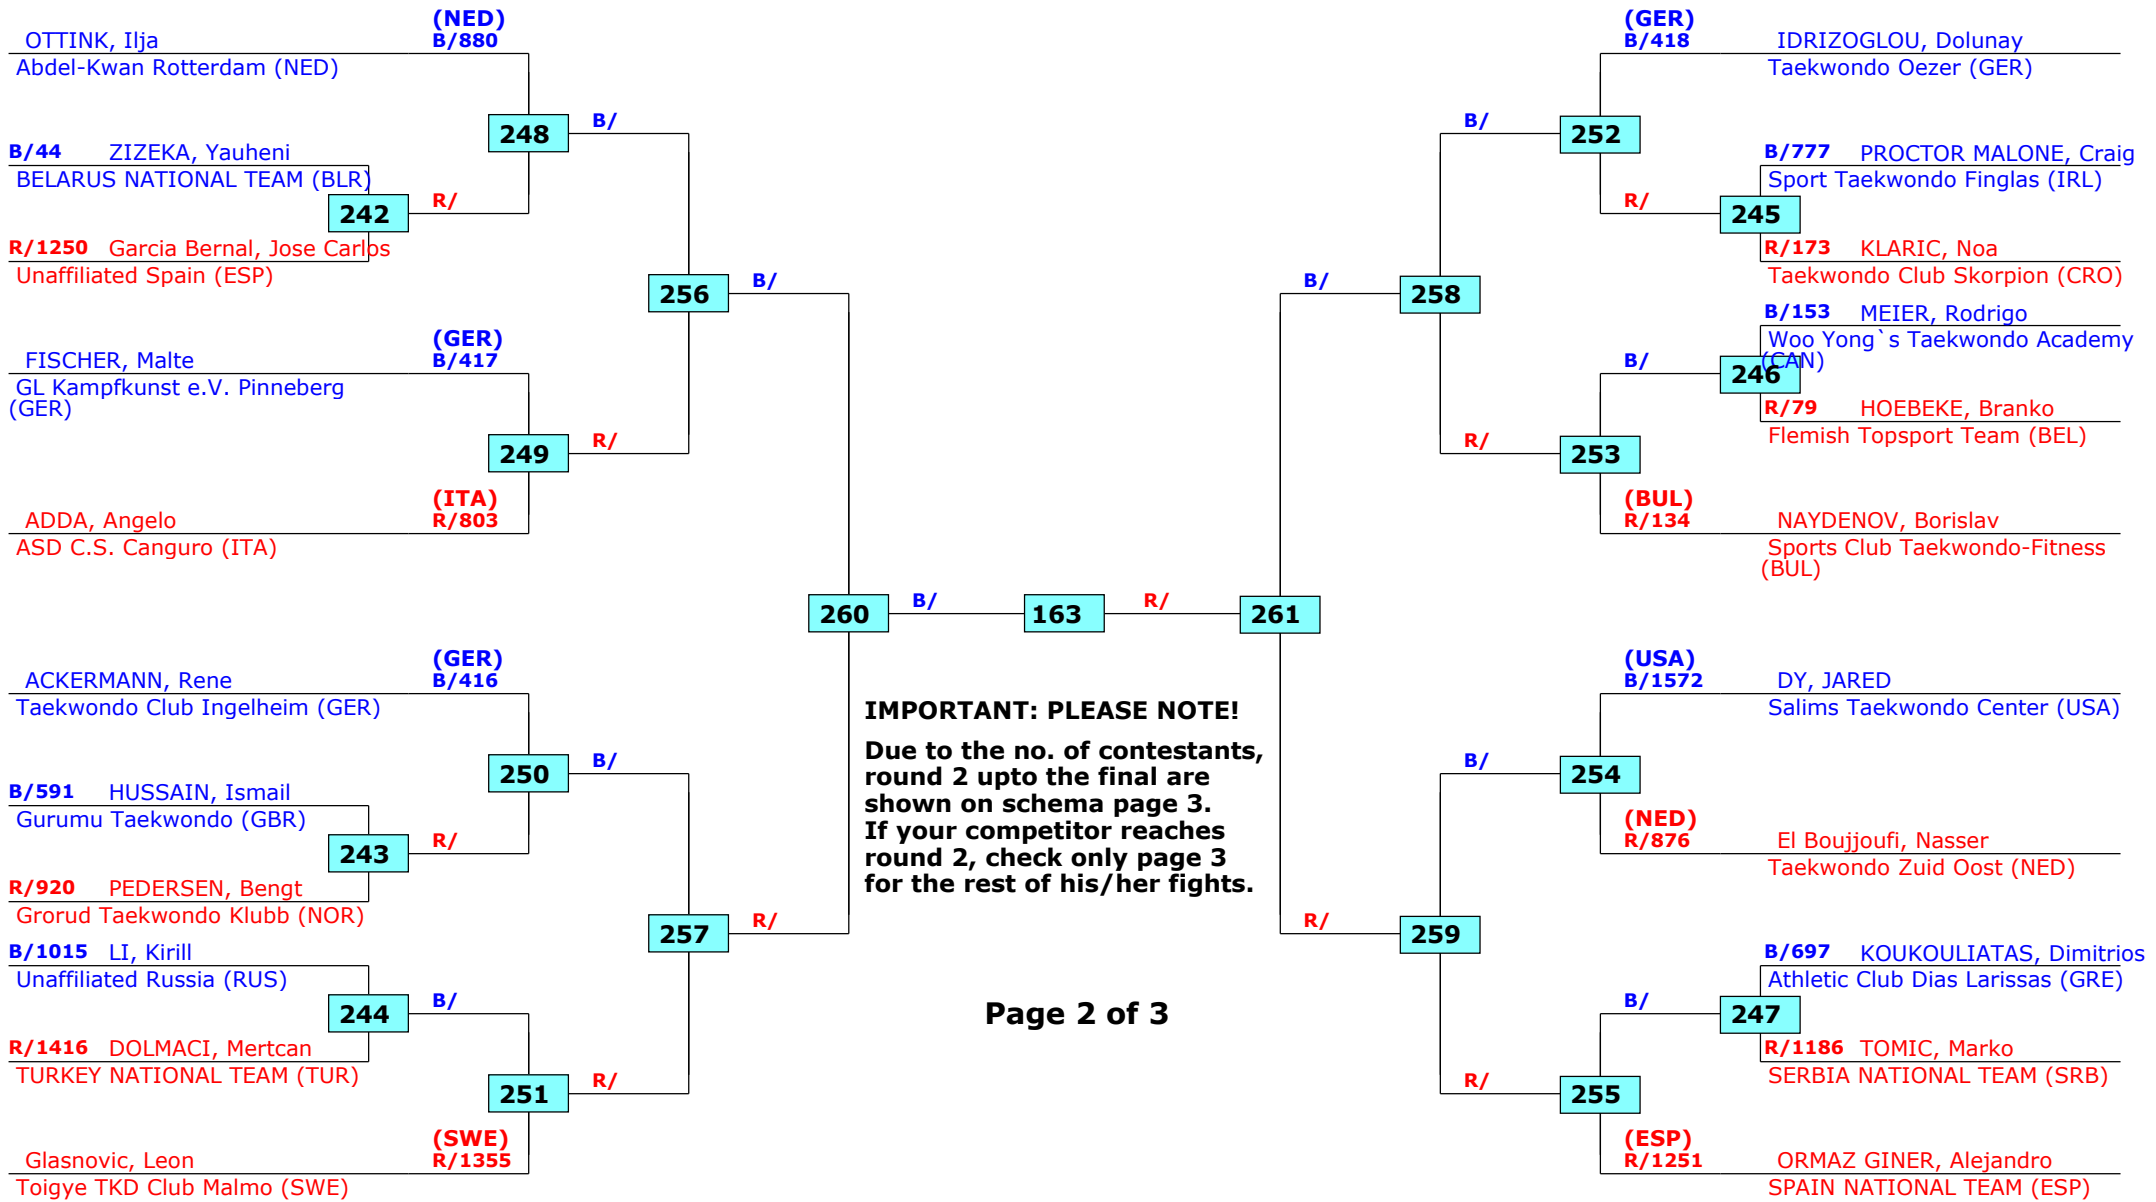 (NED)
OTTINK, Ilja B/880
Abdel-Kwan Rotterdam (NED)
248 B/
B/44 ZIZEKA, Yauheni
BELARUS NATIONAL TEAM (BLR)
242 R/
R/1250 Garcia Bernal, Jose Carlos
Unaffiliated Spain (ESP)
256 B/
(GER)
FISCHER, Malte B/417
GL Kampfkunst e.V. Pinneberg
(GER)
249 R/
(ITA)
ADDA, Angelo R/803
ASD C.S. Canguro (ITA)
260 B/ 163 R/ 261
(GER)
ACKERMANN, Rene B/416
Taekwondo Club Ingelheim (GER)
250 B/
B/591 HUSSAIN, Ismail
Gurumu Taekwondo (GBR)
243 R/
R/920 PEDERSEN, Bengt
Grorud Taekwondo Klubb (NOR)
257 R/
B/1015 LI, Kirill
Unaffiliated Russia (RUS)
244 B/
R/1416 DOLMACI, Mertcan
TURKEY NATIONAL TEAM (TUR)
251 R/
(SWE)
Glasnovic, Leon R/1355
Toigye TKD Club Malmo (SWE)
IMPORTANT: PLEASE NOTE!
Due to the no. of contestants,
round 2 upto the final are
shown on schema page 3.
If your competitor reaches
round 2, check only page 3
for the rest of his/her fights.
Page 2 of 3
(GER)
B/418 IDRIZOGLOU, Dolunay
Taekwondo Oezer (GER)
B/ 252
B/777 PROCTOR MALONE, Craig
Sport Taekwondo Finglas (IRL)
R/ 245
R/173 KLARIC, Noa
Taekwondo Club Skorpion (CRO)
B/ 258
B/153 MEIER, Rodrigo
Woo Yong`s Taekwondo Academy
(CAN)
B/ 246
R/79 HOEBEKE, Branko
Flemish Topsport Team (BEL)
R/ 253
(BUL)
R/134 NAYDENOV, Borislav
Sports Club Taekwondo-Fitness
(BUL)
(USA)
B/1572 DY, JARED
Salims Taekwondo Center (USA)
B/ 254
(NED)
R/876 El Boujjoufi, Nasser
Taekwondo Zuid Oost (NED)
R/ 259
B/697 KOUKOULIATAS, Dimitrios
Athletic Club Dias Larissas (GRE)
B/ 247
R/1186 TOMIC, Marko
SERBIA NATIONAL TEAM (SRB)
R/ 255
(ESP)
R/1251 ORMAZ GINER, Alejandro
SPAIN NATIONAL TEAM (ESP)